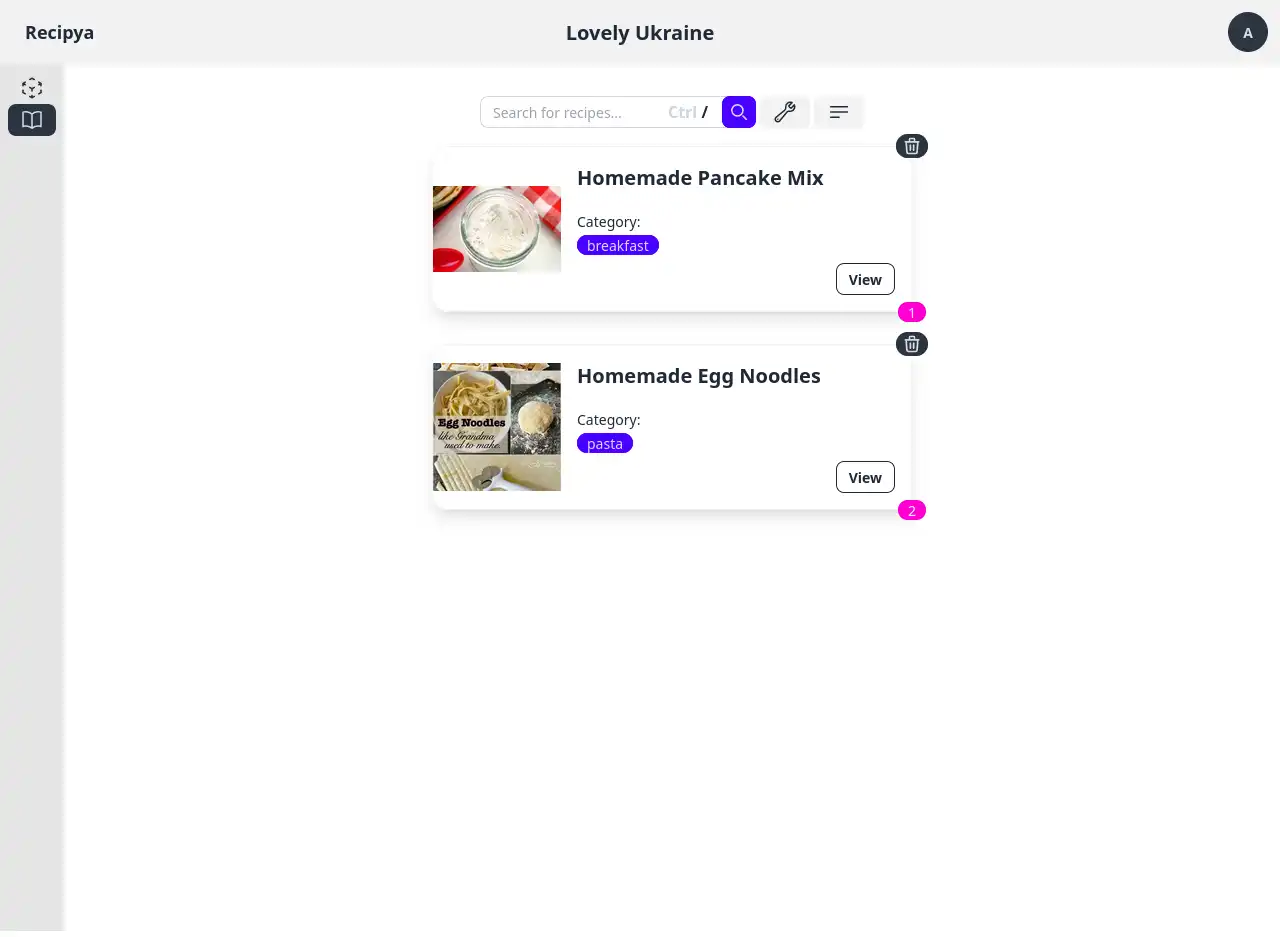 Recipya
Lovely Ukraine
A
Search for recipes...
Ctrl /
Homemade Pancake Mix
Category:
breakfast
View
1
Homemade Egg Noodles
Egg Noodles
like Grandma
used to make.
Category:
pasta
View
2